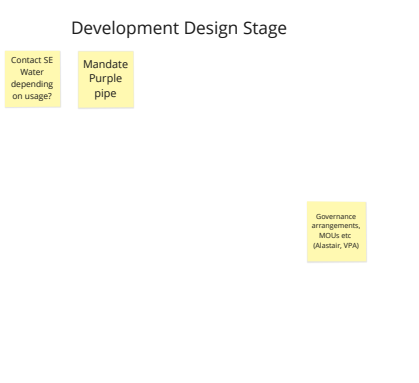 Development Design Stage
Contact SE
Water
depending
on usage?
Mandate
Purple
pipe
Governance
arrangements,
MOUs etc
(Alastair, VPA)